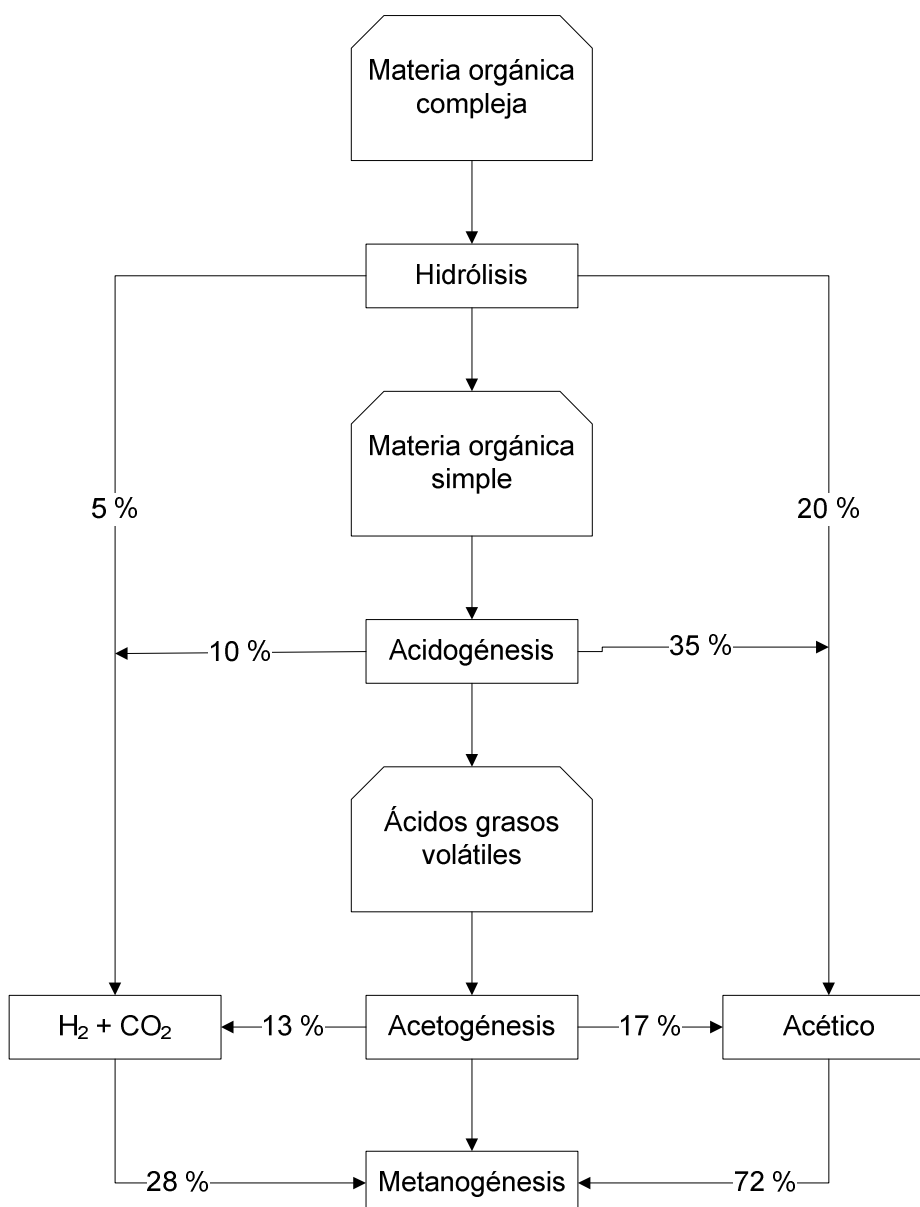 Materia orgánica
compleja
Hidrólisis
Materia orgánica
simple
5 %
20 %
10 %
Acidogénesis
35 %
Ácidos grasos
volátiles
H₂ + CO₂
13 %
Acetogénesis
17 %
Acético
28 %
Metanogénesis
72 %